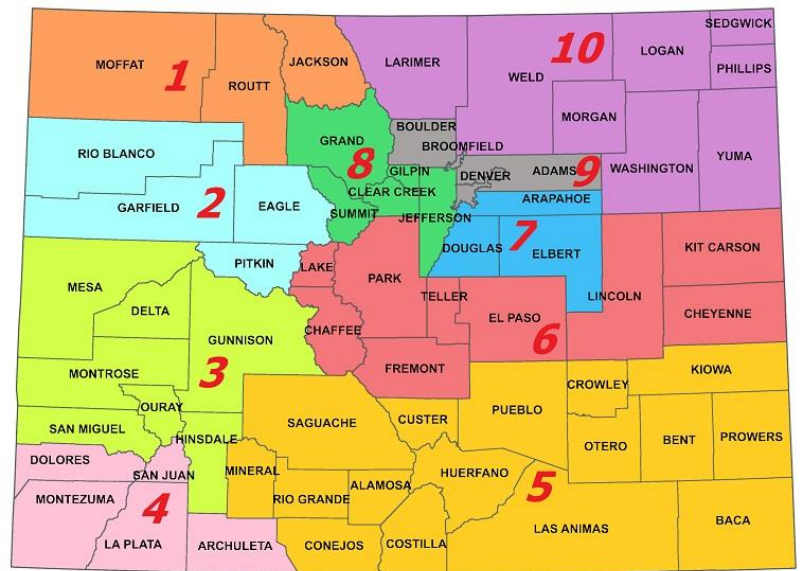 SEDGWICK
LOGAN
10
LARIMER
WELD
PHILLIPS
MOFFAT
1
JACKSON
ROUTT
MORGAN
BOULDER
BROOMFIELD
GRAND
8
RIO BLANCO
YUMA
WASHINGTON
GILPIN
DENVER
ADAMS
9
CLEAR CREEK
ARAPAHOE
GARFIELD
2
EAGLE
SUMMIT
JEFFERSON
7
DOUGLAS
ELBERT
KIT CARSON
PITKIN
LAKE
PARK
MESA
TELLER
LINCOLN
DELTA
EL PASO
CHEYENNE
CHAFFEE
6
GUNNISON
3
FREMONT
MONTROSE
KIOWA
CROWLEY
OURAY
PUEBLO
CUSTER
SAGUACHE
SAN MIGUEL
HINSDALE
OTERO
BENT
PROWERS
DOLORES
SAN JUAN
MINERAL
HUERFANO
5
ALAMOSA
RIO GRANDE
MONTEZUMA
4
BACA
LAS ANIMAS
LA PLATA
ARCHULETA
CONEJOS
COSTILLA